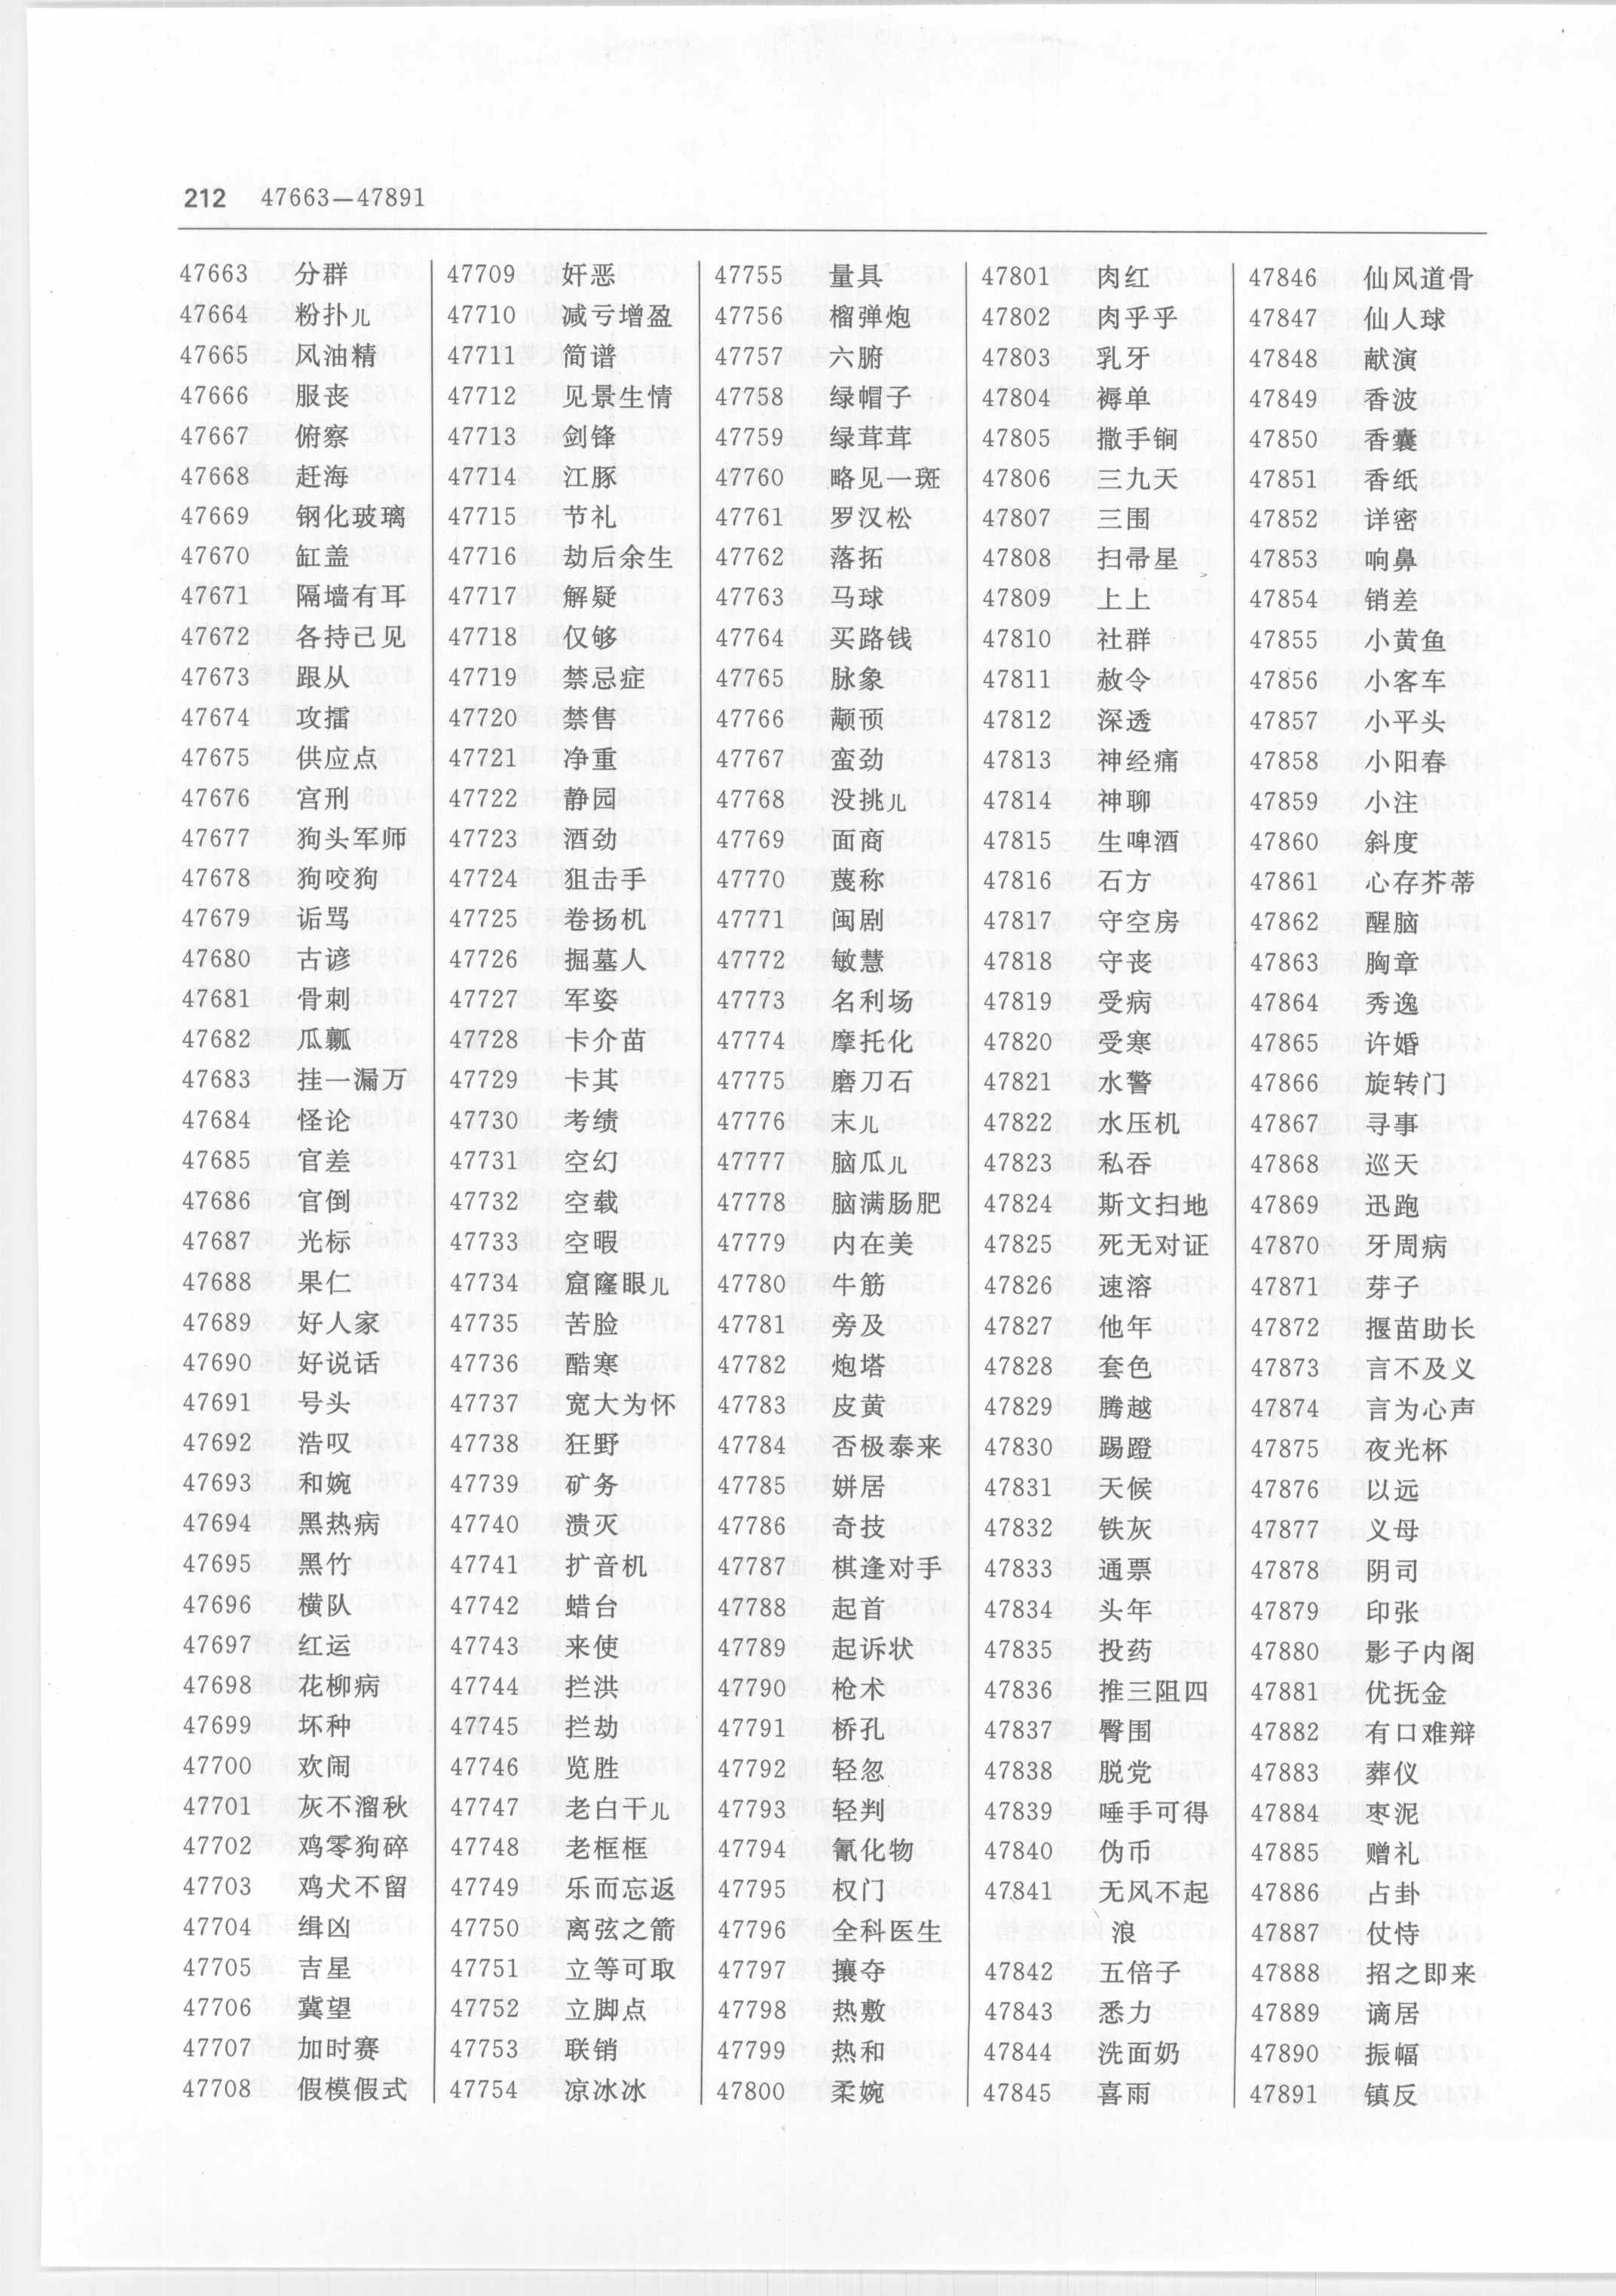 212 47663—47891
47663 分群
47664 粉扑儿
47665 风油精
47666 服丧
47667 俯察
47668 赶海
47669 钢化玻璃
47670 缸盖
47671 隔墙有耳
47672 各持己见
47673 跟从
47674 攻擂
47675 供应点
47676 宫刑
47677 狗头军师
47678 狗咬狗
47679 诟骂
47680 古谚
47681 骨刺
47682 瓜瓤
47683 挂一漏万
47684 怪论
47685 官差
47686 官倒
47687 光标
47688 果仁
47689 好人家
47690 好说话
47691 号头
47692 浩叹
47693 和婉
47694 黑热病
47695 黑竹
47696 横队
47697 红运
47698 花柳病
47699 坏种
47700 欢闹
47701 灰不溜秋
47702 鸡零狗碎
47703 鸡犬不留
47704 缉凶
47705 吉星
47706 冀望
47707 加时赛
47708 假模假式
47709 奸恶
47710 减亏增盈
47711 简谱
47712 见景生情
47713 剑锋
47714 江豚
47715 节礼
47716 劫后余生
47717 解疑
47718 仅够
47719 禁忌症
47720 禁售
47721 净重
47722 静园
47723 酒劲
47724 狙击手
47725 卷扬机
47726 掘墓人
47727 军姿
47728 卡介苗
47729 卡其
47730 考绩
47731 空幻
47732 空载
47733 空暇
47734 窟窿眼儿
47735 苦脸
47736 酷寒
47737 宽大为怀
47738 狂野
47739 矿务
47740 溃灭
47741 扩音机
47742 蜡台
47743 来使
47744 拦洪
47745 拦劫
47746 览胜
47747 老白干儿
47748 老框框
47749 乐而忘返
47750 离弦之箭
47751 立等可取
47752 立脚点
47753 联销
47754 凉冰冰
47755 量具
47756 榴弹炮
47757 六腑
47758 绿帽子
47759 绿茸茸
47760 略见一斑
47761 罗汉松
47762 落拓
47763 马球
47764 买路钱
47765 脉象
47766 颟顸
47767 蛮劲
47768 没挑儿
47769 面商
47770 蔑称
47771 闽剧
47772 敏慧
47773 名利场
47774 摩托化
47775 磨刀石
47776 末儿
47777 脑瓜儿
47778 脑满肠肥
47779 内在美
47780 牛筋
47781 旁及
47782 炮塔
47783 皮黄
47784 否极泰来
47785 姘居
47786 奇技
47787 棋逢对手
47788 起首
47789 起诉状
47790 枪术
47791 桥孔
47792 轻忽
47793 轻判
47794 氰化物
47795 权门
47796 全科医生
47797 攘夺
47798 热敷
47799 热和
47800 柔婉
47801 肉红
47802 肉乎乎
47803 乳牙
47804 褥单
47805 撒手锏
47806 三九天
47807 三围
47808 扫帚星
47809 上上
47810 社群
47811 赦令
47812 深透
47813 神经痛
47814 神聊
47815 生啤酒
47816 石方
47817 守空房
47818 守丧
47819 受病
47820 受寒
47821 水警
47822 水压机
47823 私吞
47824 斯文扫地
47825 死无对证
47826 速溶
47827 他年
47828 套色
47829 腾越
47830 踢蹬
47831 天候
47832 铁灰
47833 通票
47834 头年
47835 投药
47836 推三阻四
47837 臀围
47838 脱党
47839 唾手可得
47840 伪币
47841 无风不起
浪
47842 五倍子
47843 悉力
47844 洗面奶
47845 喜雨
47846 仙风道骨
47847 仙人球
47848 献演
47849 香波
47850 香囊
47851 香纸
47852 详密
47853 响鼻
47854 销差
47855 小黄鱼
47856 小客车
47857 小平头
47858 小阳春
47859 小注
47860 斜度
47861 心存芥蒂
47862 醒脑
47863 胸章
47864 秀逸
47865 许婚
47866 旋转门
47867 寻事
47868 巡天
47869 迅跑
47870 牙周病
47871 芽子
47872 揠苗助长
47873 言不及义
47874 言为心声
47875 夜光杯
47876 以远
47877 义母
47878 阴司
47879 印张
47880 影子内阁
47881 优抚金
47882 有口难辩
47883 葬仪
47884 枣泥
47885 赠礼
47886 占卦
47887 仗恃
47888 招之即来
47889 谪居
47890 振幅
47891 镇反